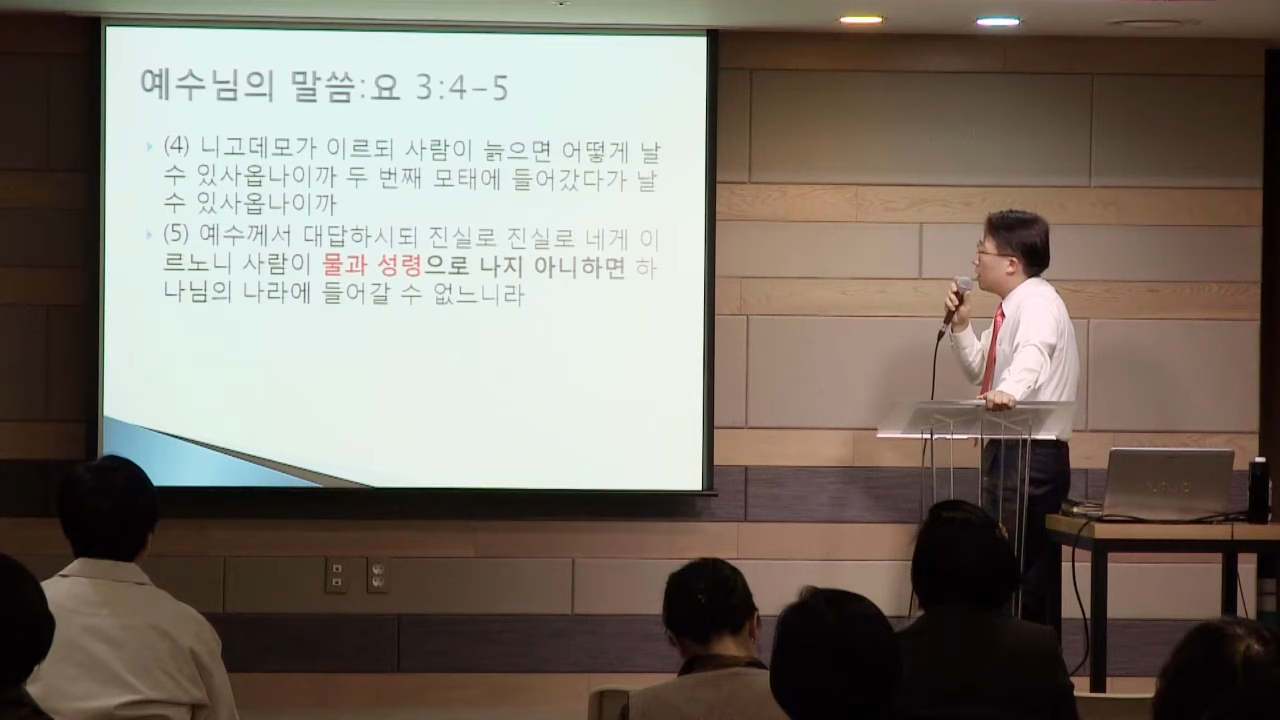 예수님의 말씀:요 3:4-5
(4) 니고데모가 이르되 사람이 늙으면 어떻게 날
수 있사옵나이까 두 번째 모태에 들어갔다가 날
수 있사옵나이까
(5) 예수께서 대답하시되 진실로 진실로 네게 이
르노니 사람이 물과 성령으로 나지 아니하면 하
나님의 나라에 들어갈 수 없느니라
VAIO